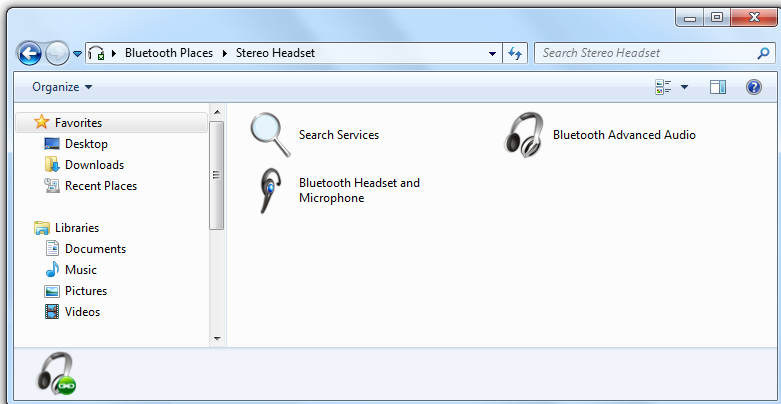 Bluetooth Places Stereo Headset
Search Stereo Headset
Organize
Favorites
Desktop
Downloads
Recent Places
Libraries
Documents
Music
Pictures
Videos
Search Services
Bluetooth Advanced Audio
Bluetooth Headset and
Microphone